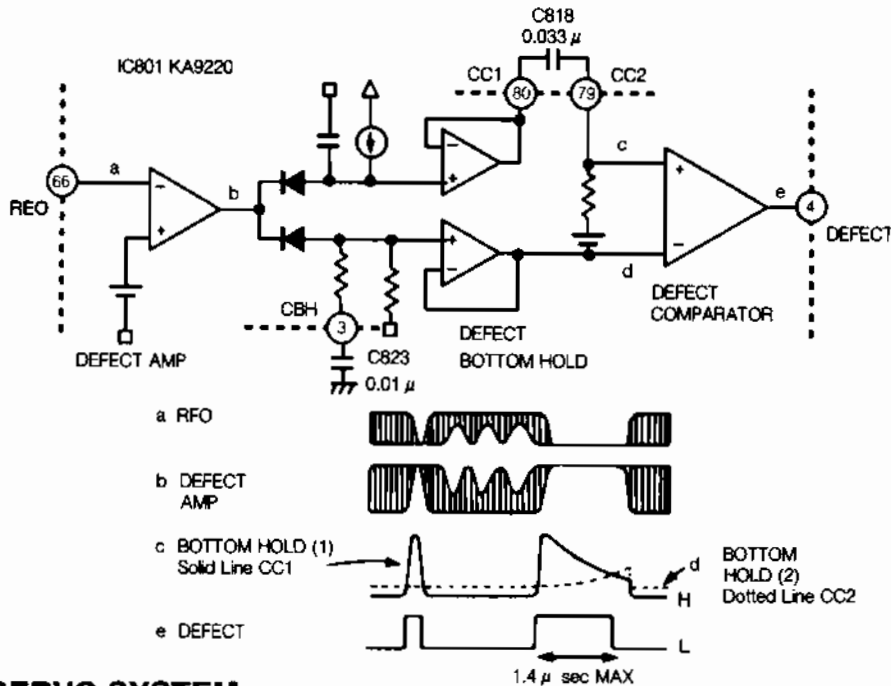 C818
0.033 μ
IC801 KA9220
CC1
CC2
80
79
66
a
b
c
e
4
REO
DEFECT
d
CBH
3
DEFECT AMP
C823
0.01 μ
DEFECT
BOTTOM HOLD
DEFECT
COMPARATOR
a RFO
b DEFECT
AMP
c BOTTOM HOLD (1)
Solid Line CC1
d BOTTOM
HOLD (2)
Dotted Line CC2
H
e DEFECT
L
1.4 μ sec MAX